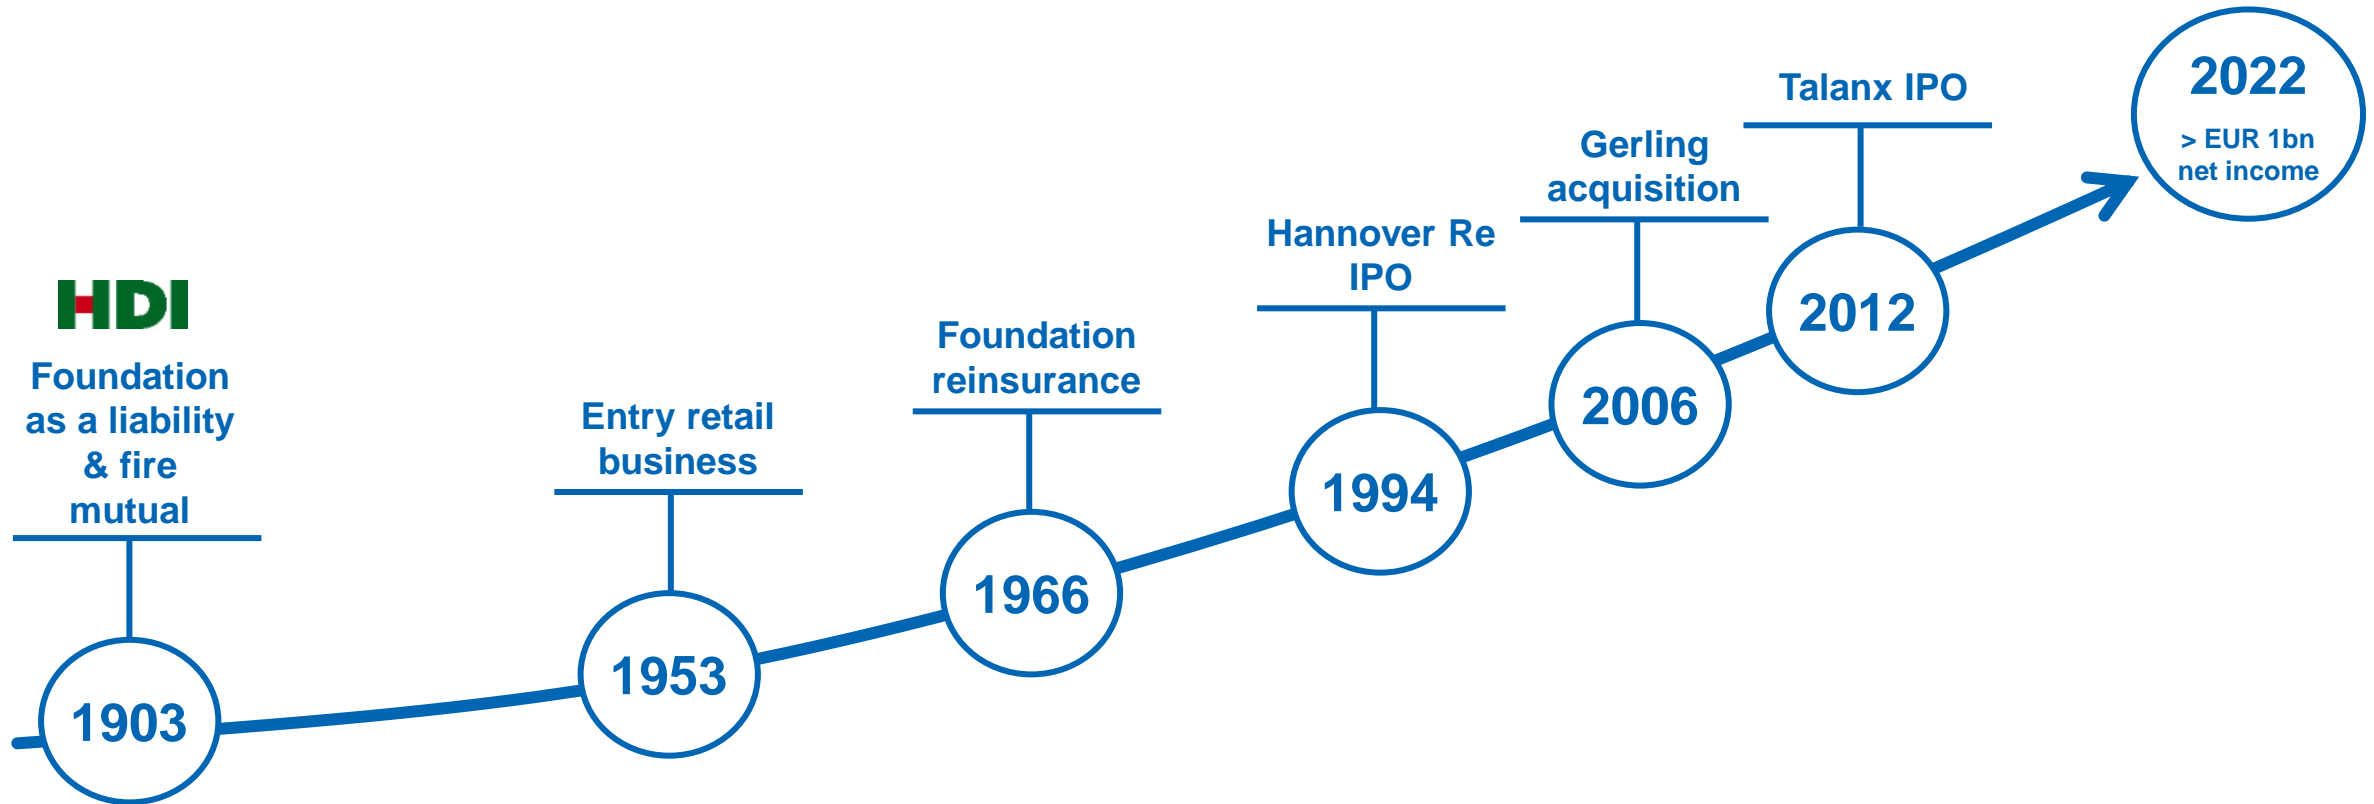 HDI
Foundation
as a liability
& fire
mutual
1903
Entry retail
business
1953
Foundation
reinsurance
1966
Hannover Re
IPO
1994
Gerling
acquisition
2006
Talanx IPO
2012
2022
> EUR 1bn
net income